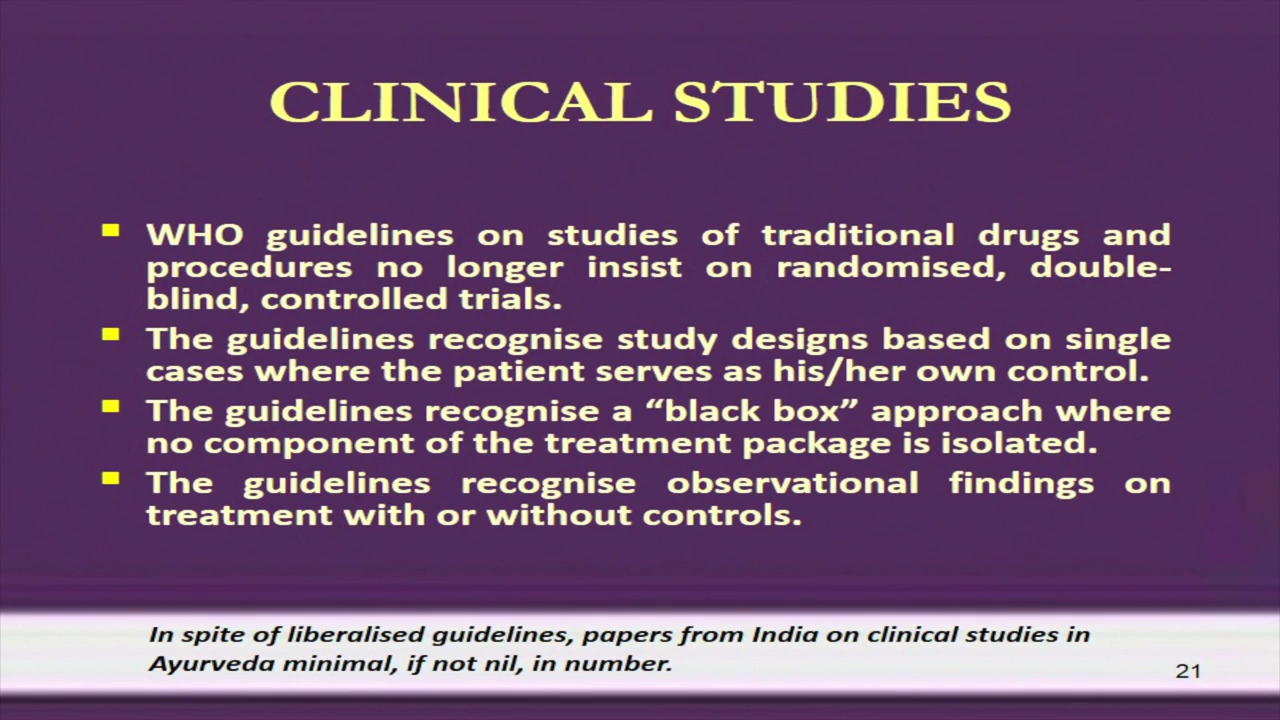 CLINICAL STUDIES
WHO guidelines on studies of traditional drugs and
procedures no longer insist on randomised, double-
blind, controlled trials.
The guidelines recognise study designs based on single
cases where the patient serves as his/her own control.
The guidelines recognise a “black box” approach where
no component of the treatment package is isolated.
The guidelines recognise observational findings on
treatment with or without controls.
In spite of liberalised guidelines, papers from India on clinical studies in
Ayurveda minimal, if not nil, in number.
21